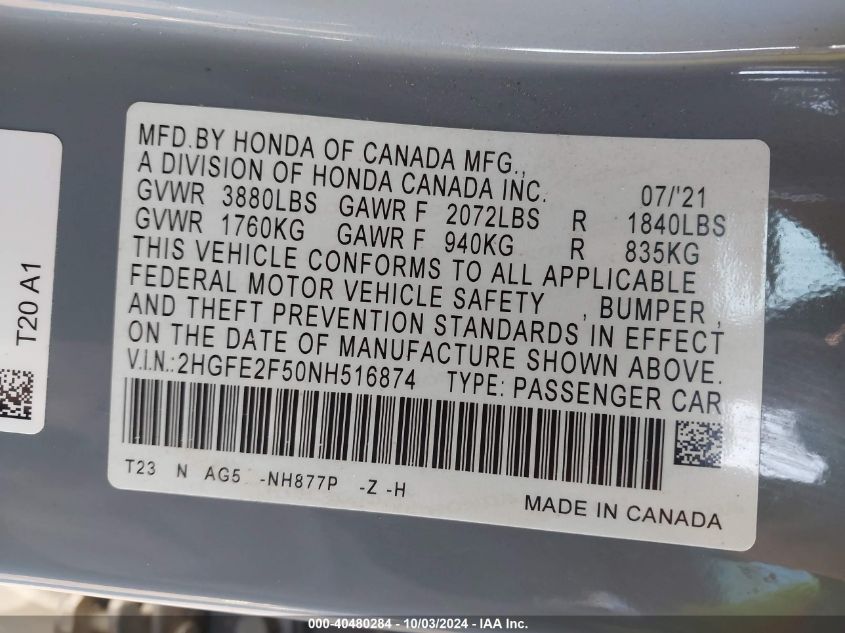 T20 A1
MFD.BY HONDA OF CANADA MFG.,
A DIVISION OF HONDA CANADA INC. 07/'21
GVWR 3880LBS GAWR F 2072LBS R 1840LBS
GVWR 1760KG GAWR F 940KG R 835KG
THIS VEHICLE CONFORMS TO ALL APPLICABLE
FEDERAL MOTOR VEHICLE SAFETY , BUMPER ,
AND THEFT PREVENTION STANDARDS IN EFFECT
ON THE DATE OF MANUFACTURE SHOWN ABOVE.
V.I.N.:2HGFE2F50NH516874 TYPE: PASSENGER CAR
T23 N AG5 -NH877P -Z -H
MADE IN CANADA
000-40480284 - 10/03/2024 - IAA Inc.